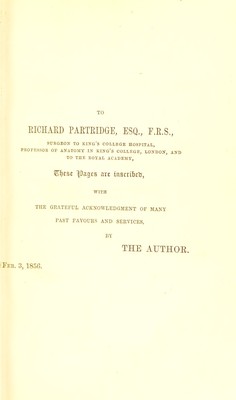 TO
RICHARD PARTRIDGE, ESQ., F.R.S.,
SURGEON TO KING'S COLLEGE HOSPITAL,
PROFESSOR OF ANATOMY IN KING'S COLLEGE, LONDON, AND
TO THE ROYAL ACADEMY,
These Pages are inscribed,
WITH
THE GRATEFUL ACKNOWLEDGMENT OF MANY
PAST FAVOURS AND SERVICES,
BY
THE AUTHOR.
FEB. 3, 1856.